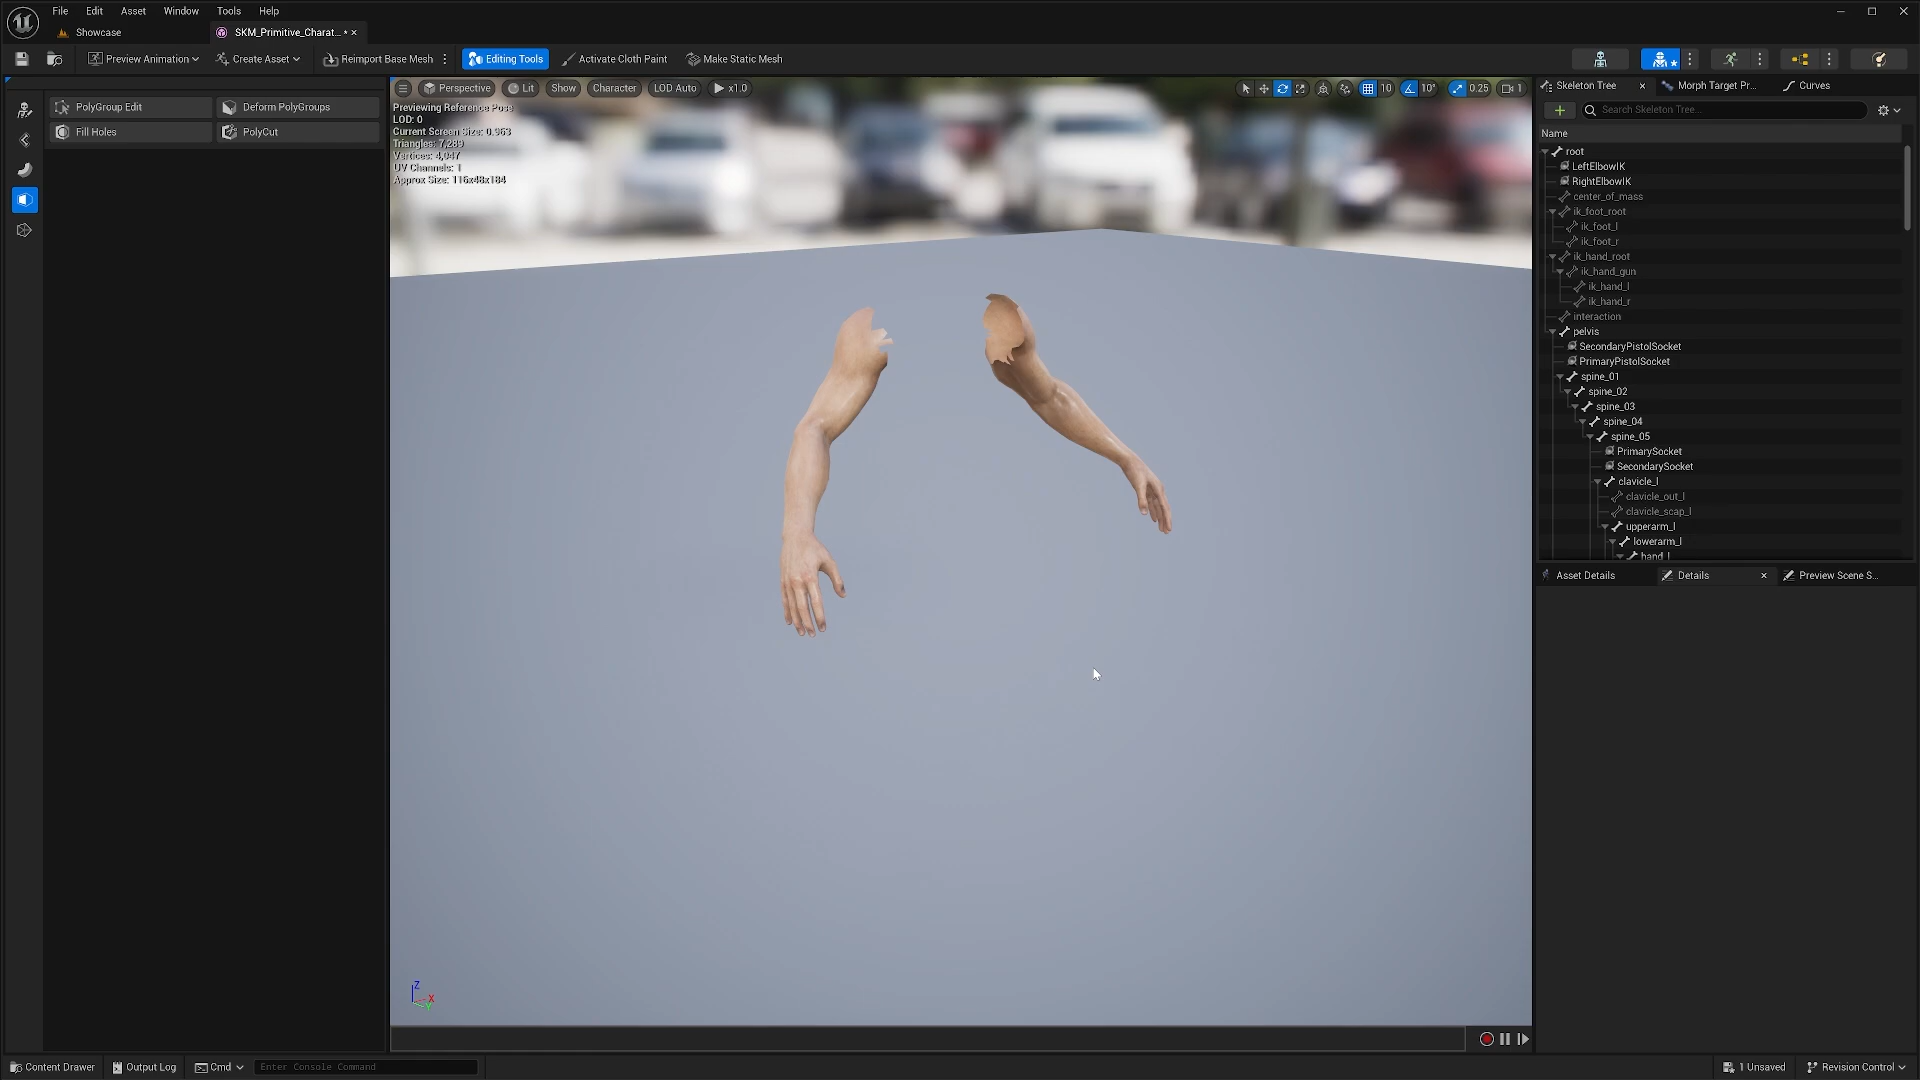 File Edit Asset Window Tools Help
Showcase
SKM_Primitive_Charat... •
Preview Animation
Create Asset
Reimport Base Mesh
Editing Tools
Activate Cloth Paint
Make Static Mesh
PolyGroup Edit
Deform PolyGroups
Fill Holes
PolyCut
Perspective
Lit
Show
Character
LOD Auto
x1.0
10
10°
0.25
1
Previewing Reference Pose
LOD: 0
Current Screen Size: 0.963
Triangles: 7,289
Vertices: 4,047
UV Channels: 1
Approx Size: 116x48x184
Z
X
Y
Skeleton Tree
Morph Target Pr...
Curves
Search Skeleton Tree...
Name
root
LeftElbowIK
RightElbowIK
center_of_mass
ik_foot_root
ik_foot_l
ik_foot_r
ik_hand_root
ik_hand_gun
ik_hand_l
ik_hand_r
interaction
pelvis
SecondaryPistolSocket
PrimaryPistolSocket
spine_01
spine_02
spine_03
spine_04
spine_05
PrimarySocket
SecondarySocket
clavicle_l
clavicle_out_l
clavicle_scap_l
upperarm_l
lowerarm_l
hand_l
Asset Details
Details
Preview Scene S...
Content Drawer
Output Log
Cmd
Enter Console Command
1 Unsaved
Revision Control